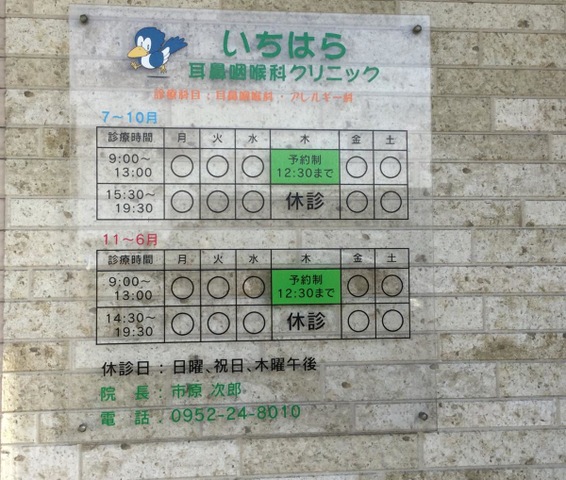 いちはら
耳鼻咽喉科クリニック
診療科目：耳鼻咽喉科・アレルギー科
7～10月
診療時間 月 火 水 木 金 土
9:00～13:00 ○ ○ ○ 予約制 12:30まで ○ ○
15:30～19:30 ○ ○ ○ 休診 ○ ○
11～6月
診療時間 月 火 水 木 金 土
9:00～13:00 ○ ○ ○ 予約制 12:30まで ○ ○
14:30～19:30 ○ ○ ○ 休診 ○ ○
休診日：日曜、祝日、木曜午後
院　長：市原 次郎
電　話：0952-24-8010